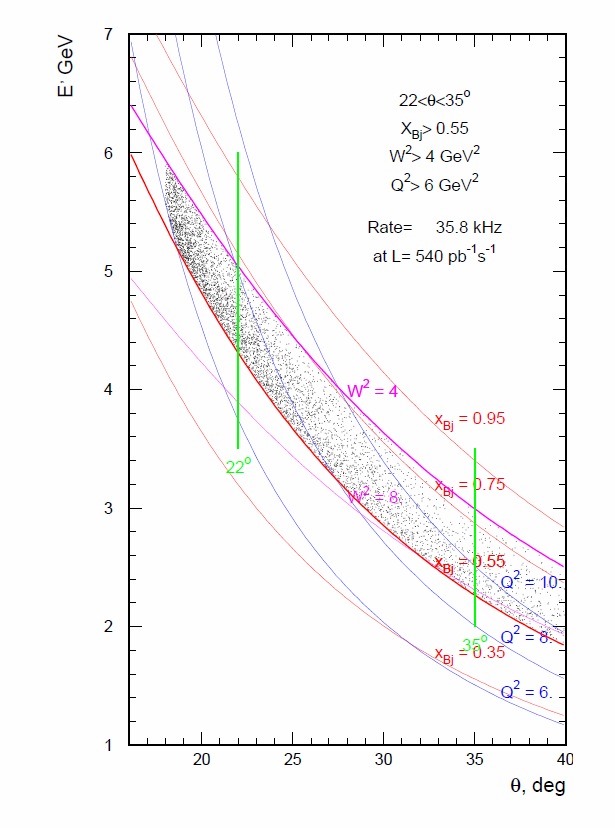 E' GeV
7
6
5
4
3
2
1
22<θ<35°
X_Bj > 0.55
W² > 4 GeV²
Q² > 6 GeV²
Rate= 35.8 kHz
at L= 540 pb⁻¹s⁻¹
W² = 4
x_Bj = 0.95
22°
x_Bj = 0.75
W² = 8.
x_Bj = 0.55
Q² = 10.
35°
Q² = 8.
x_Bj = 0.35
Q² = 6.
20 25 30 35 40
θ, deg